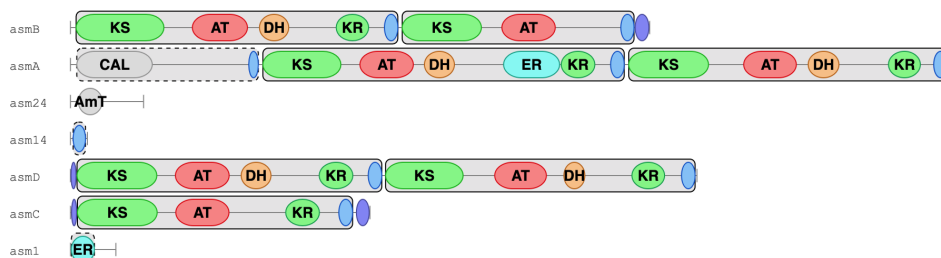 asmB KS AT DH KR KS AT
asmA CAL KS AT DH ER KR KS AT DH KR
asm24 AmT
asm14
asmD KS AT DH KR KS AT DH KR
asmC KS AT KR
asm1 ER